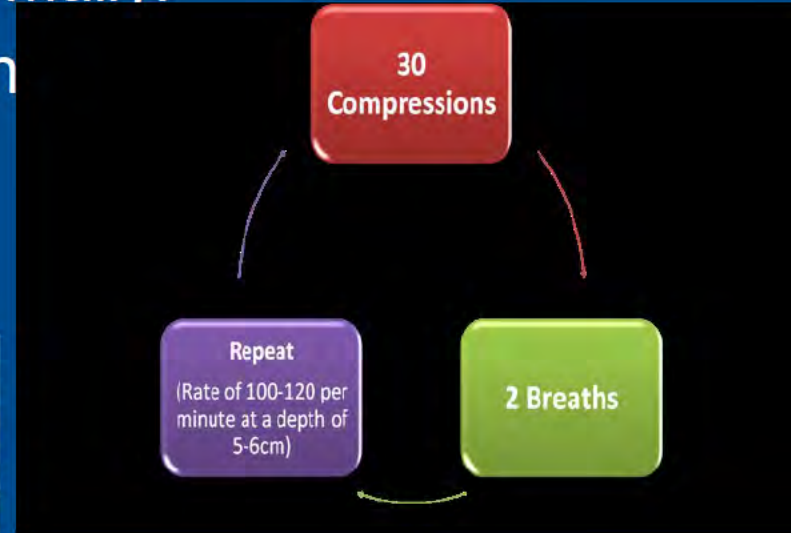 30
Compressions
2 Breaths
Repeat
(Rate of 100-120 per
minute at a depth of
5-6cm)